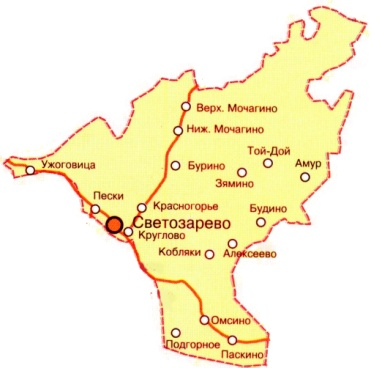 Верх. Мочагино
Ниж. Мочагино
Той-Дой
Ужоговица
Бурино
Амур
Зямино
Пески
Красногорье
Будино
Светозарево
Круглово
Кобляки
Алексеево
Омсино
Подгорное
Паскино